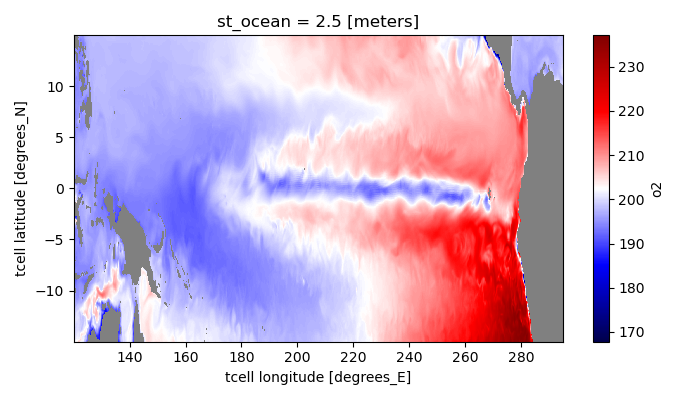 st_ocean = 2.5 [meters]
10
5
0
−5
−10
tcell latitude [degrees_N]
140 160 180 200 220 240 260 280
tcell longitude [degrees_E]
230
220
210
200
190
180
170
o2